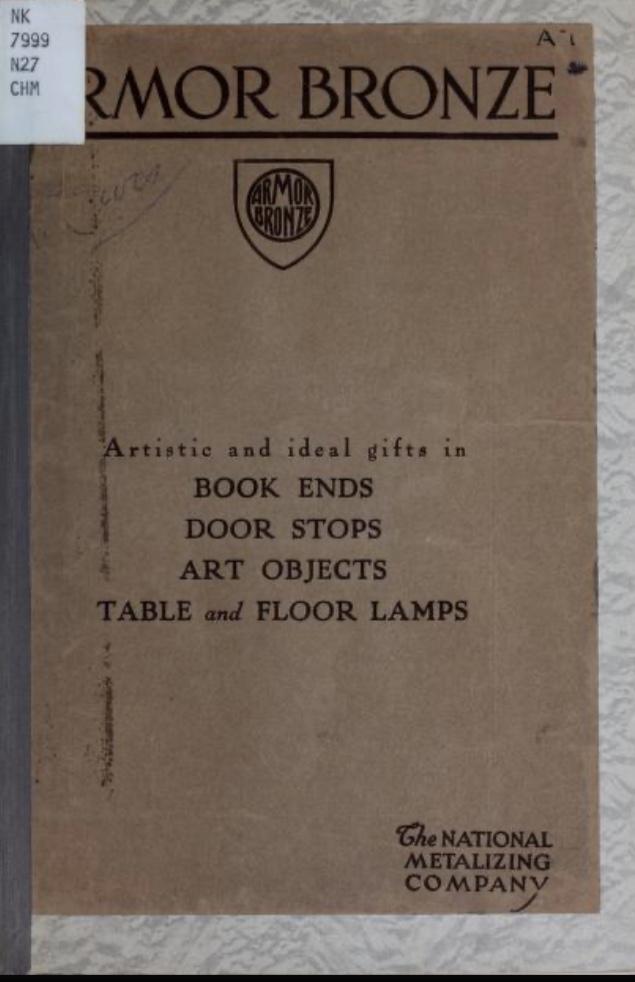 NK
7999
N27
CHM
RMOR BRONZE
ARMOR
BRONZE
Artistic and ideal gifts in
BOOK ENDS
DOOR STOPS
ART OBJECTS
TABLE and FLOOR LAMPS
The NATIONAL
METALIZING
COMPANY